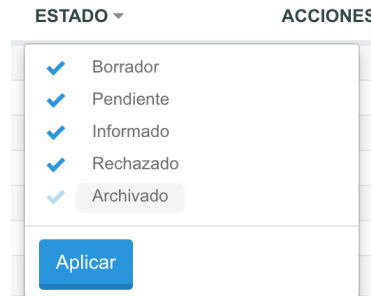 ESTADO ACCIONES
Borrador
Pendiente
Informado
Rechazado
Archivado
Aplicar